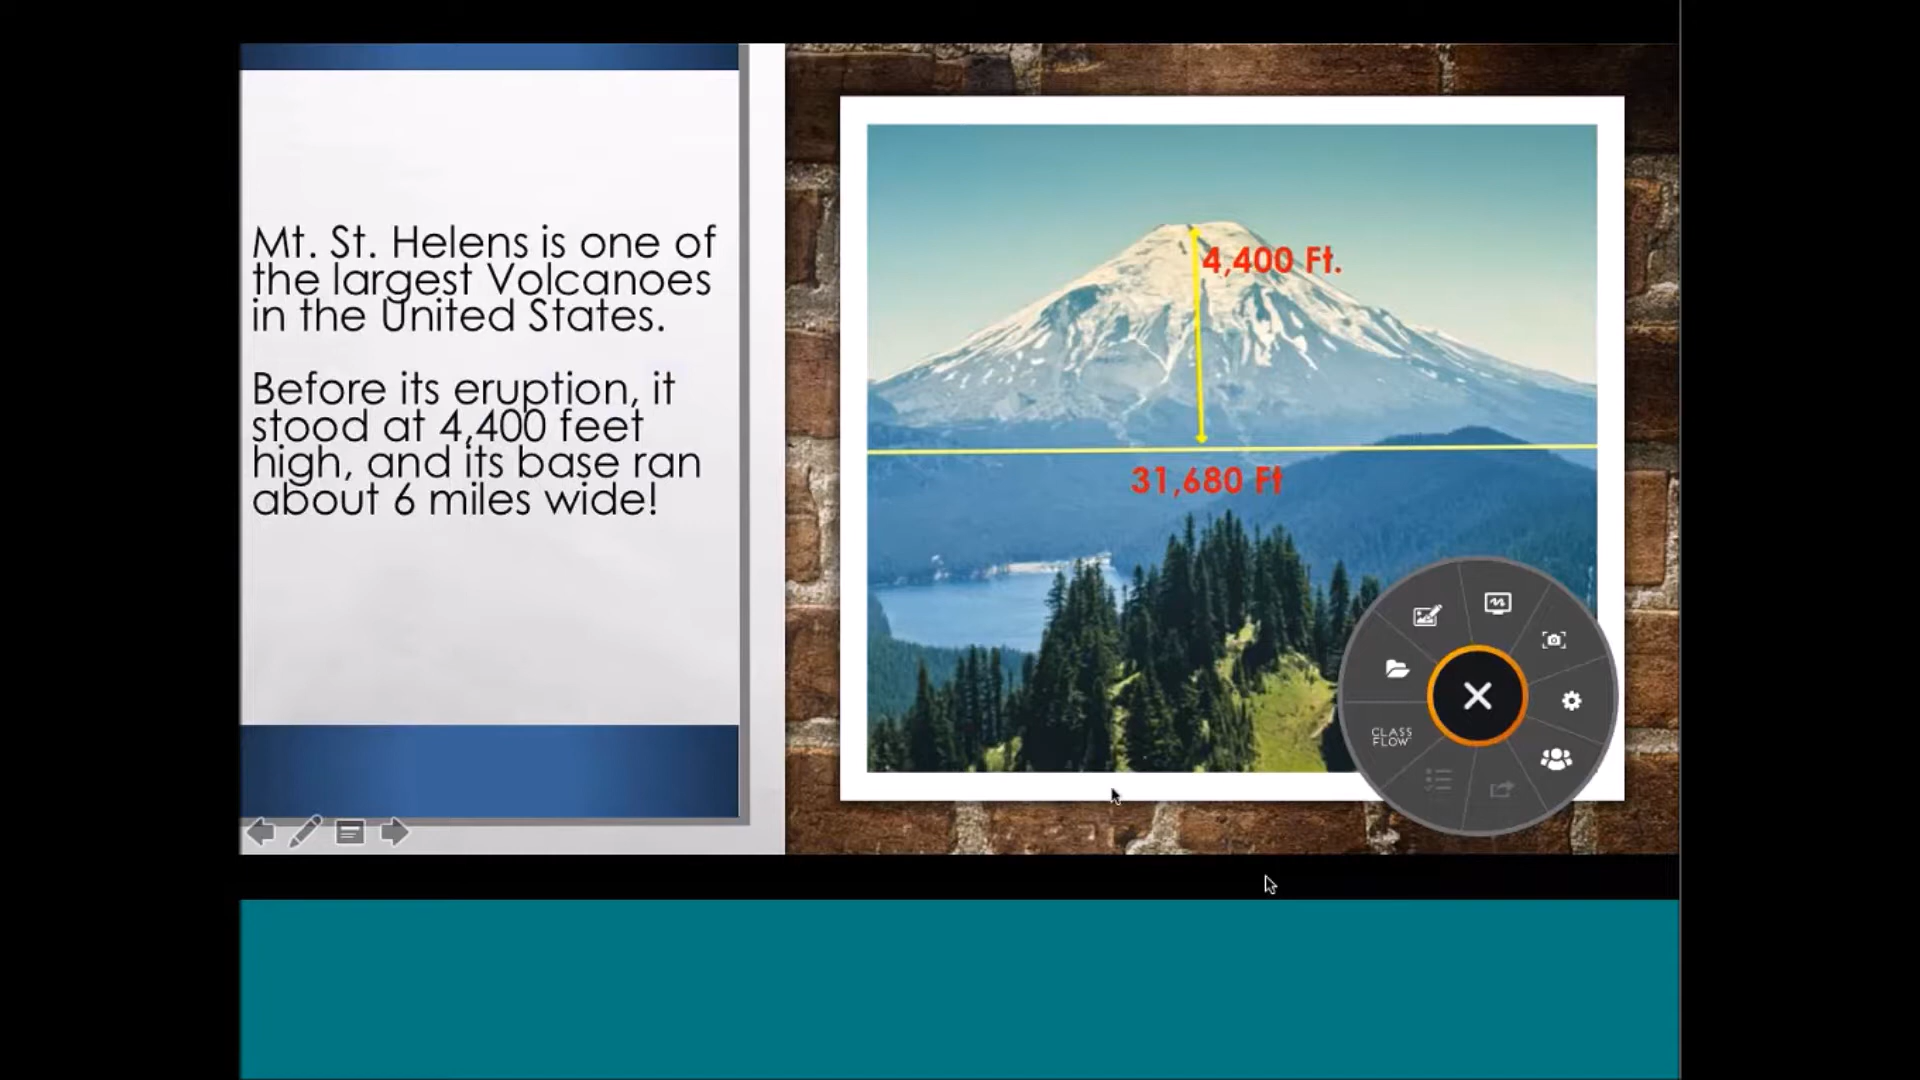 Mt. St. Helens is one of
the largest Volcanoes
in the United States.
Before its eruption, it
stood at 4,400 feet
high, and its base ran
about 6 miles wide!
4,400 Ft.
31,680 Ft
CLASS
FLOW